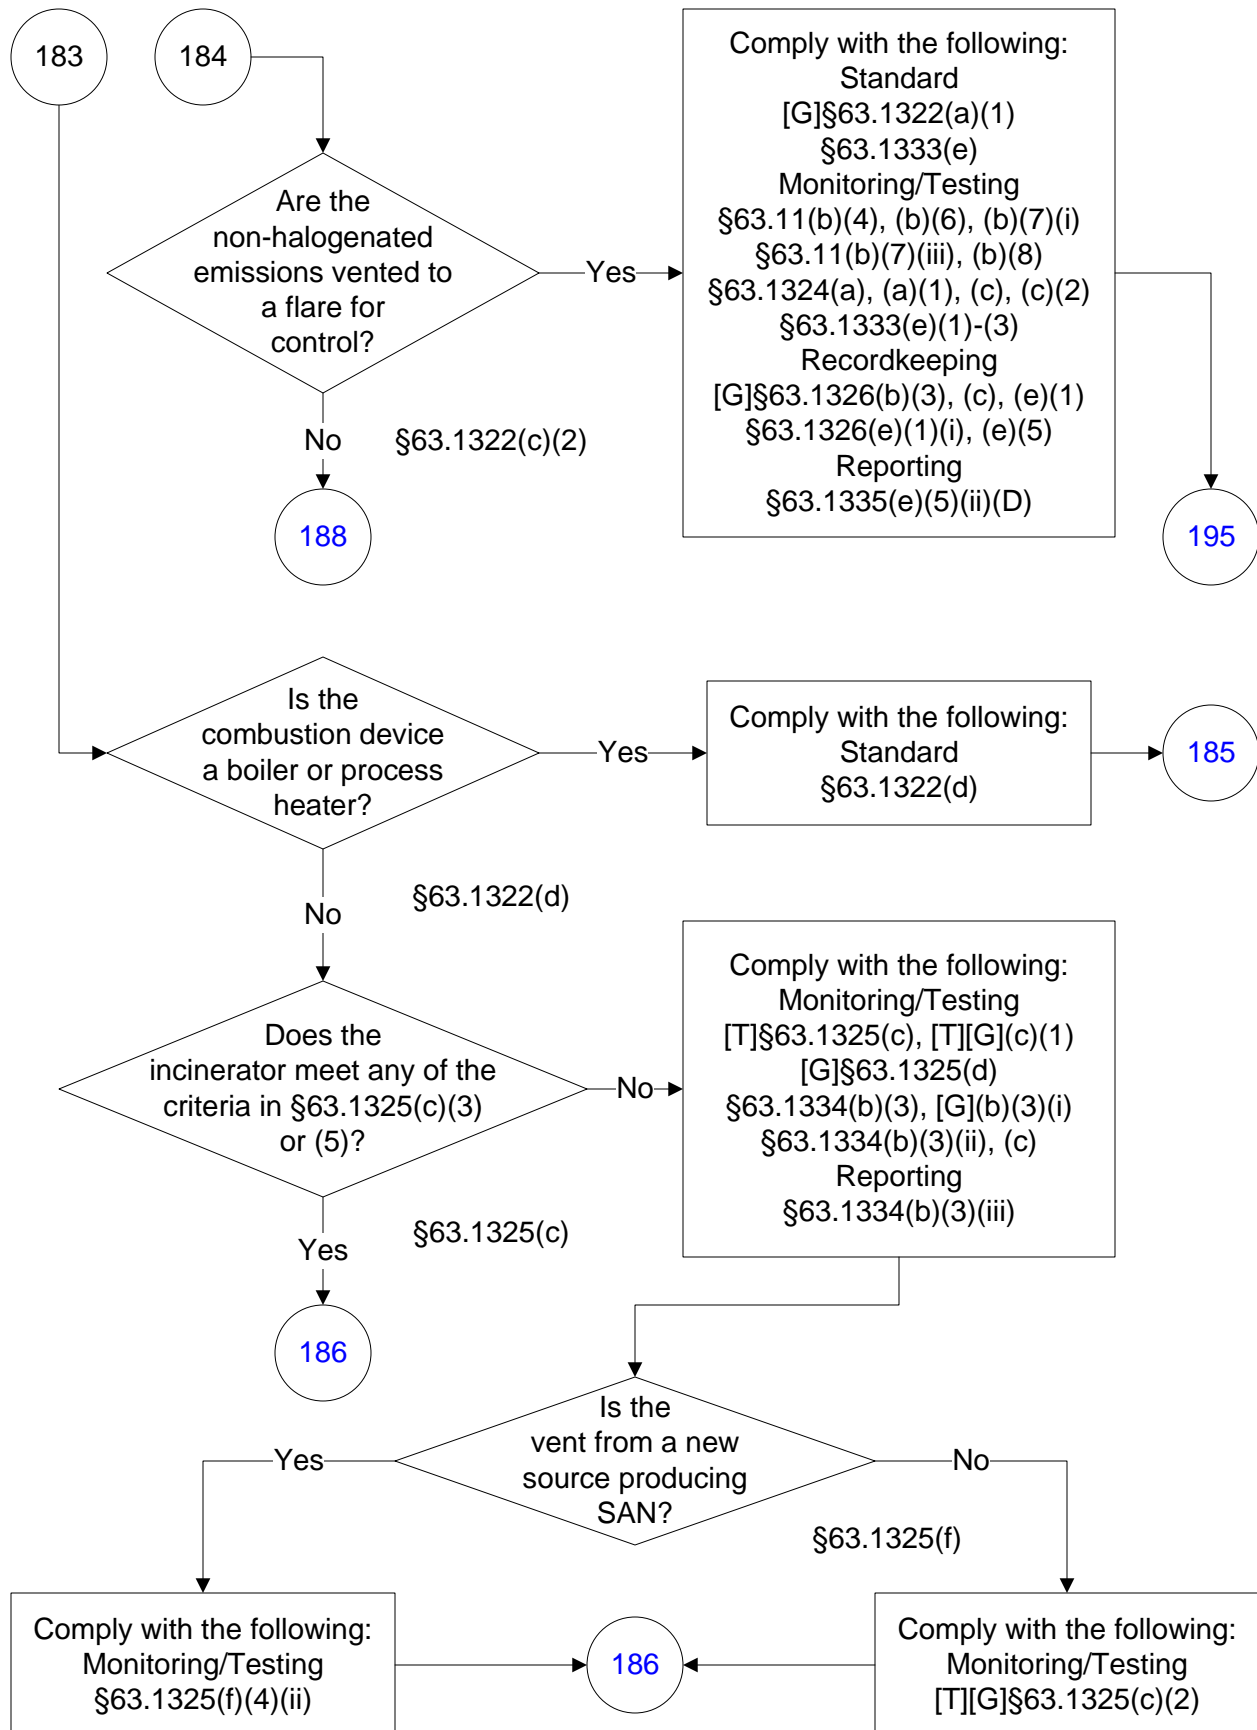 183
184
Are the
non-halogenated
emissions vented to
a flare for
control?
Yes
No
§63.1322(c)(2)
188
Comply with the following:
Standard
[G]§63.1322(a)(1)
§63.1333(e)
Monitoring/Testing
§63.11(b)(4), (b)(6), (b)(7)(i)
§63.11(b)(7)(iii), (b)(8)
§63.1324(a), (a)(1), (c), (c)(2)
§63.1333(e)(1)-(3)
Recordkeeping
[G]§63.1326(b)(3), (c), (e)(1)
§63.1326(e)(1)(i), (e)(5)
Reporting
§63.1335(e)(5)(ii)(D)
195
Is the
combustion device
a boiler or process
heater?
Yes
Comply with the following:
Standard
§63.1322(d)
185
No
§63.1322(d)
Does the
incinerator meet any of the
criteria in §63.1325(c)(3)
or (5)?
No
Comply with the following:
Monitoring/Testing
[T]§63.1325(c), [T][G](c)(1)
[G]§63.1325(d)
§63.1334(b)(3), [G](b)(3)(i)
§63.1334(b)(3)(ii), (c)
Reporting
§63.1334(b)(3)(iii)
Yes
§63.1325(c)
186
Is the
vent from a new
source producing
SAN?
Yes
No
§63.1325(f)
Comply with the following:
Monitoring/Testing
§63.1325(f)(4)(ii)
186
Comply with the following:
Monitoring/Testing
[T][G]§63.1325(c)(2)